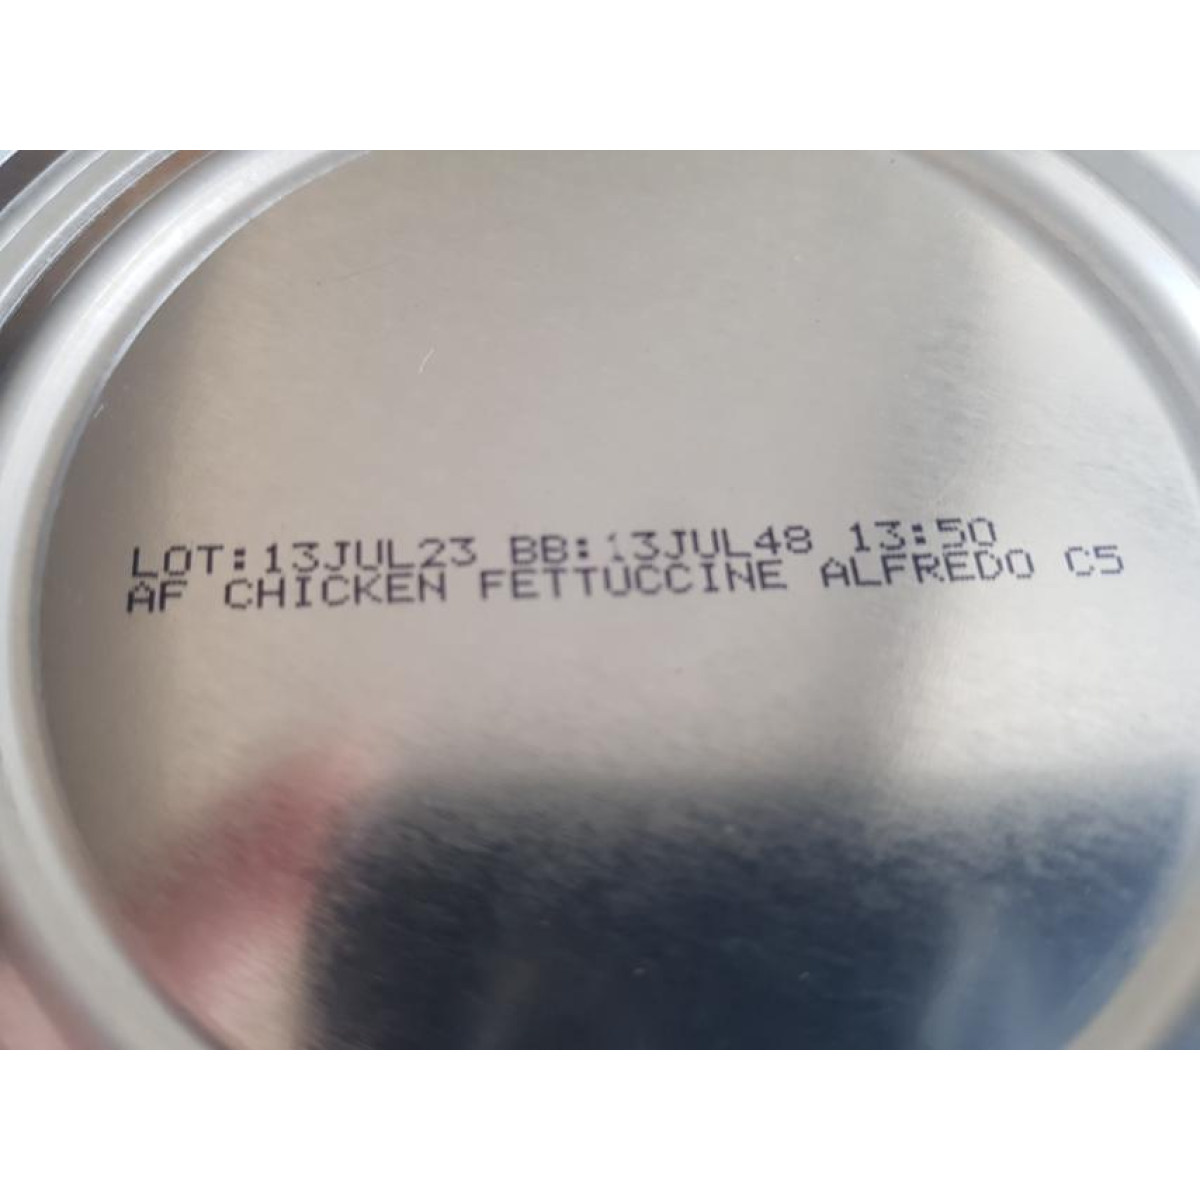 LOT:13JUL23 BB:13JUL48 13:50
AF CHICKEN FETTUCCINE ALFREDO C5